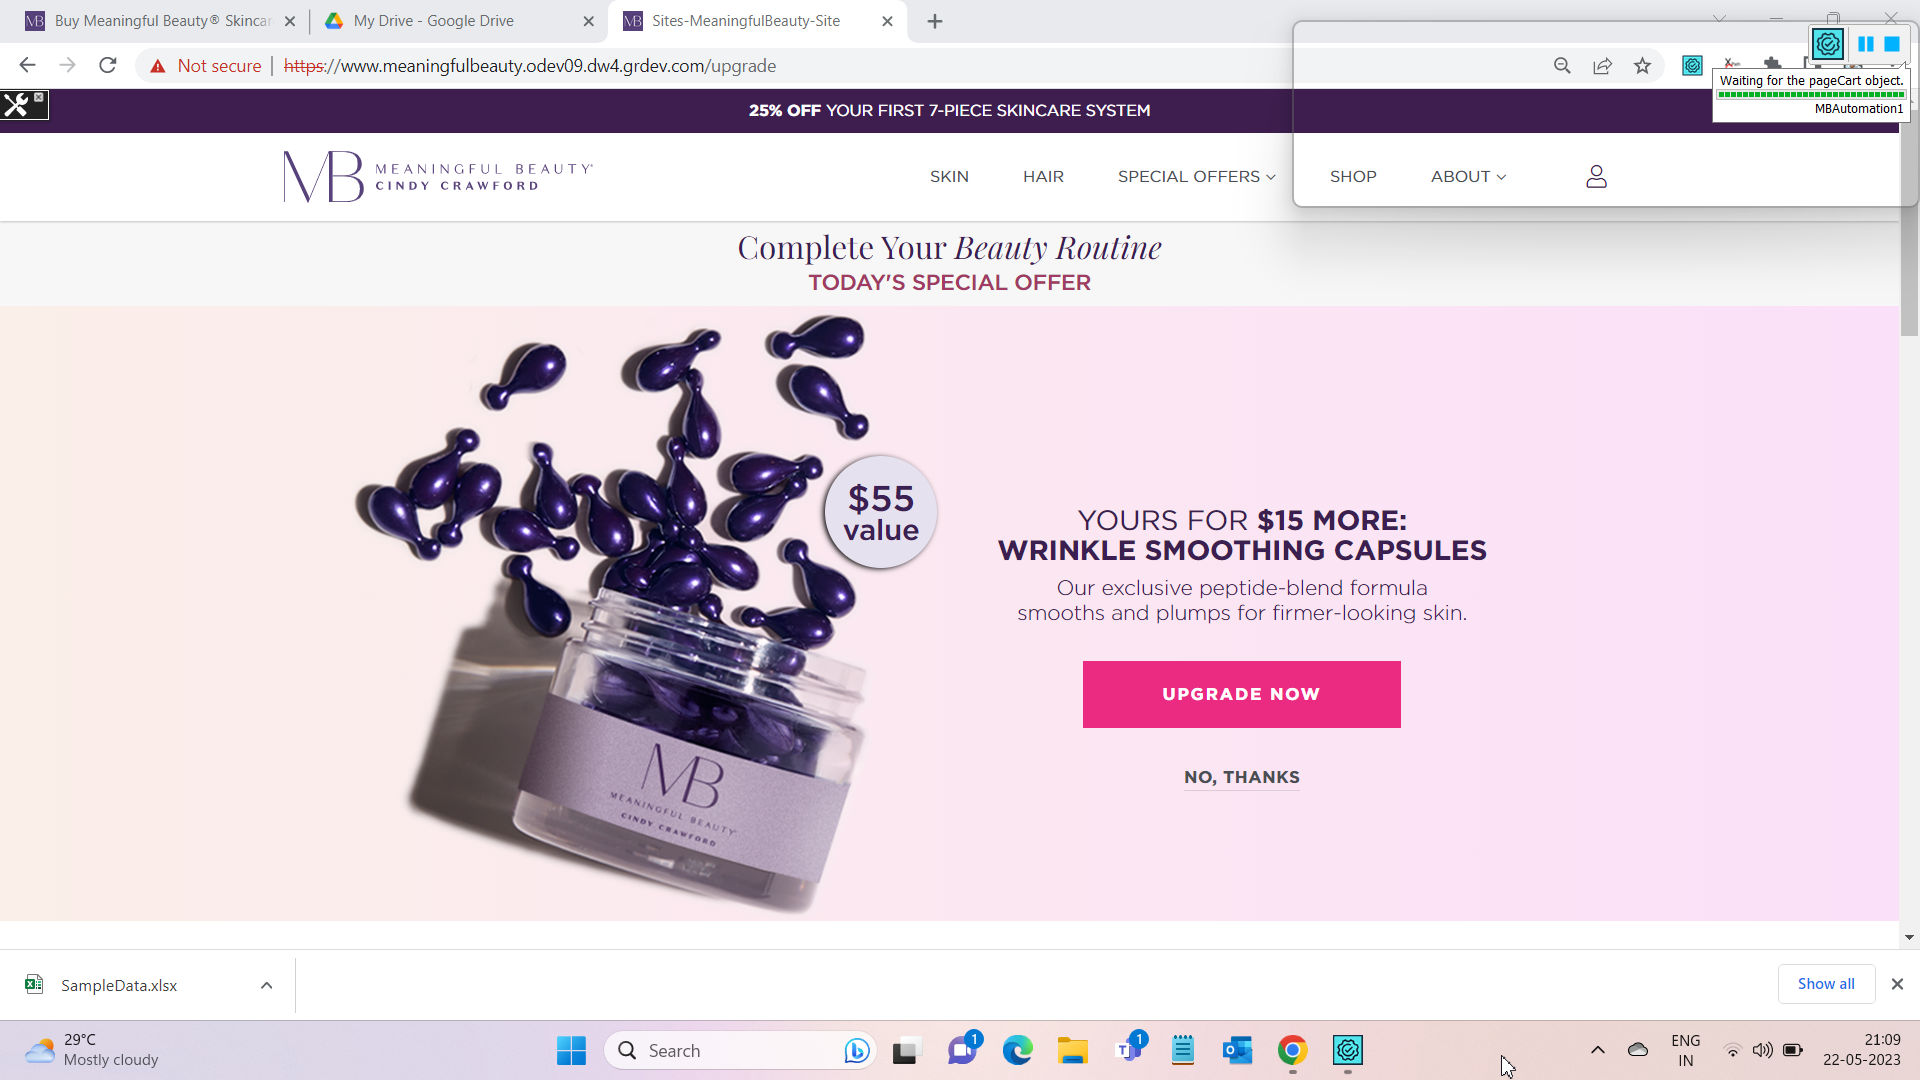 Buy Meaningful Beauty® Skincar
My Drive - Google Drive
Sites-MeaningfulBeauty-Site
Not secure
https://www.meaningfulbeauty.odev09.dw4.grdev.com/upgrade
Waiting for the pageCart object.
MBAutomation1
25% OFF YOUR FIRST 7-PIECE SKINCARE SYSTEM
MB MEANINGFUL BEAUTY®
CINDY CRAWFORD
SKIN
HAIR
SPECIAL OFFERS
SHOP
ABOUT
Complete Your Beauty Routine
TODAY'S SPECIAL OFFER
$55
value
YOURS FOR $15 MORE:
WRINKLE SMOOTHING CAPSULES
Our exclusive peptide-blend formula
smooths and plumps for firmer-looking skin.
UPGRADE NOW
NO, THANKS
MB
MEANINGFUL BEAUTY
CINDY CRAWFORD
SampleData.xlsx
Show all
29°C
Mostly cloudy
Search
1
1
ENG
IN
21:09
22-05-2023